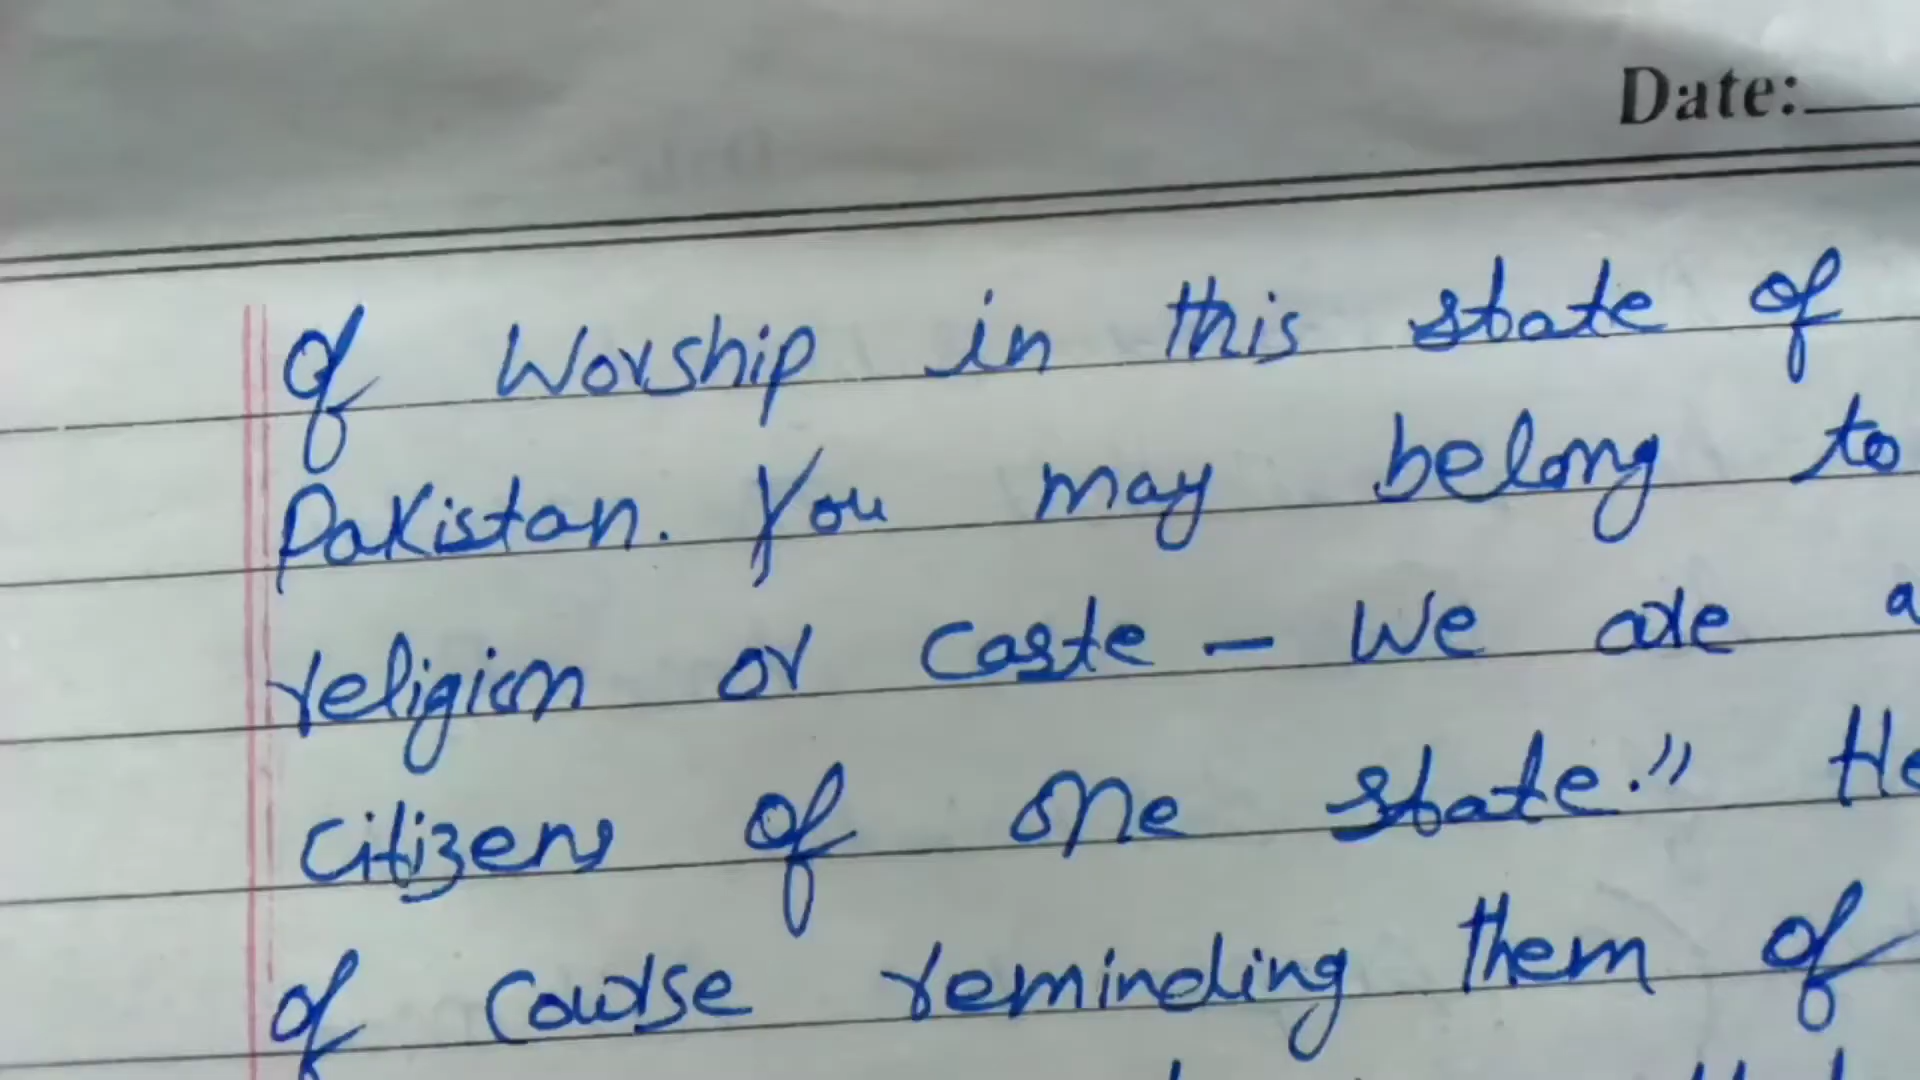 Date:
of Worship in this state of
Pakistan. You may belong to
religion or caste – We are
citizens of one state." He
of course reminding them of